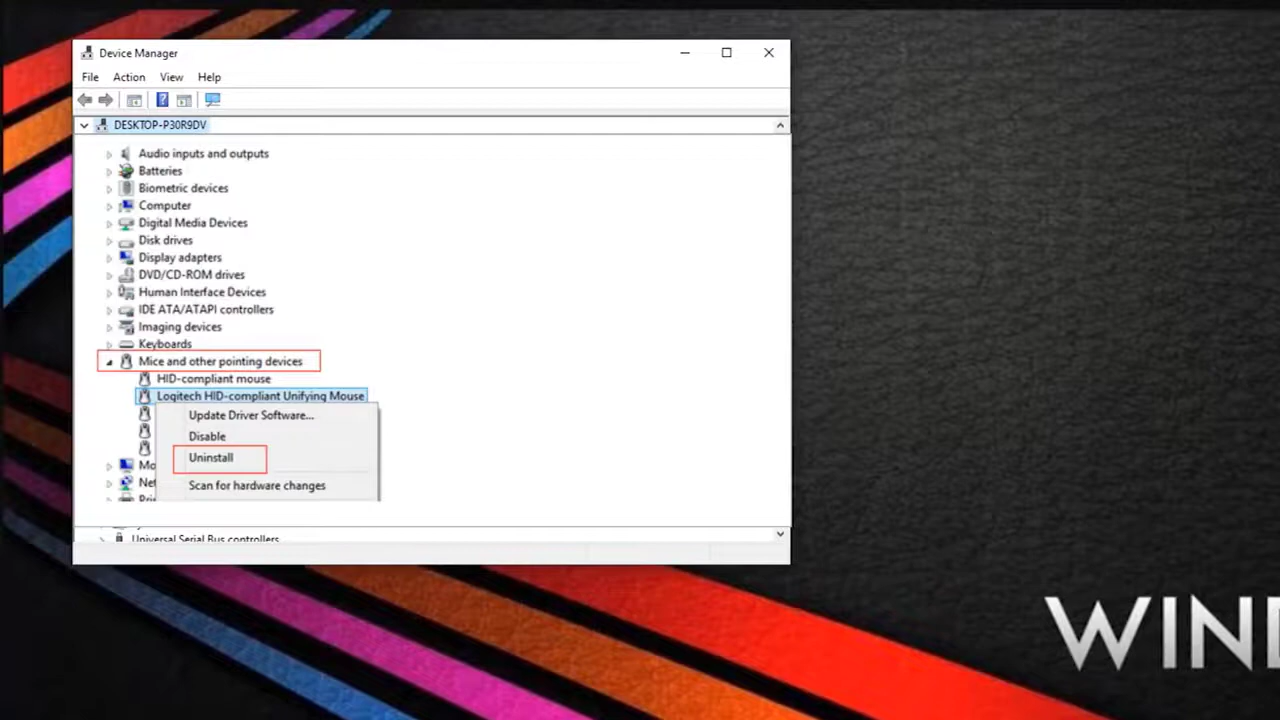 Device Manager
File Action View Help
DESKTOP-P30R9DV
Audio inputs and outputs
Batteries
Biometric devices
Computer
Digital Media Devices
Disk drives
Display adapters
DVD/CD-ROM drives
Human Interface Devices
IDE ATA/ATAPI controllers
Imaging devices
Keyboards
Mice and other pointing devices
HID-compliant mouse
Logitech HID-compliant Unifying Mouse
Update Driver Software...
Disable
Uninstall
Mo
Net
Scan for hardware changes
Pri
Universal Serial Bus controllers
WIN